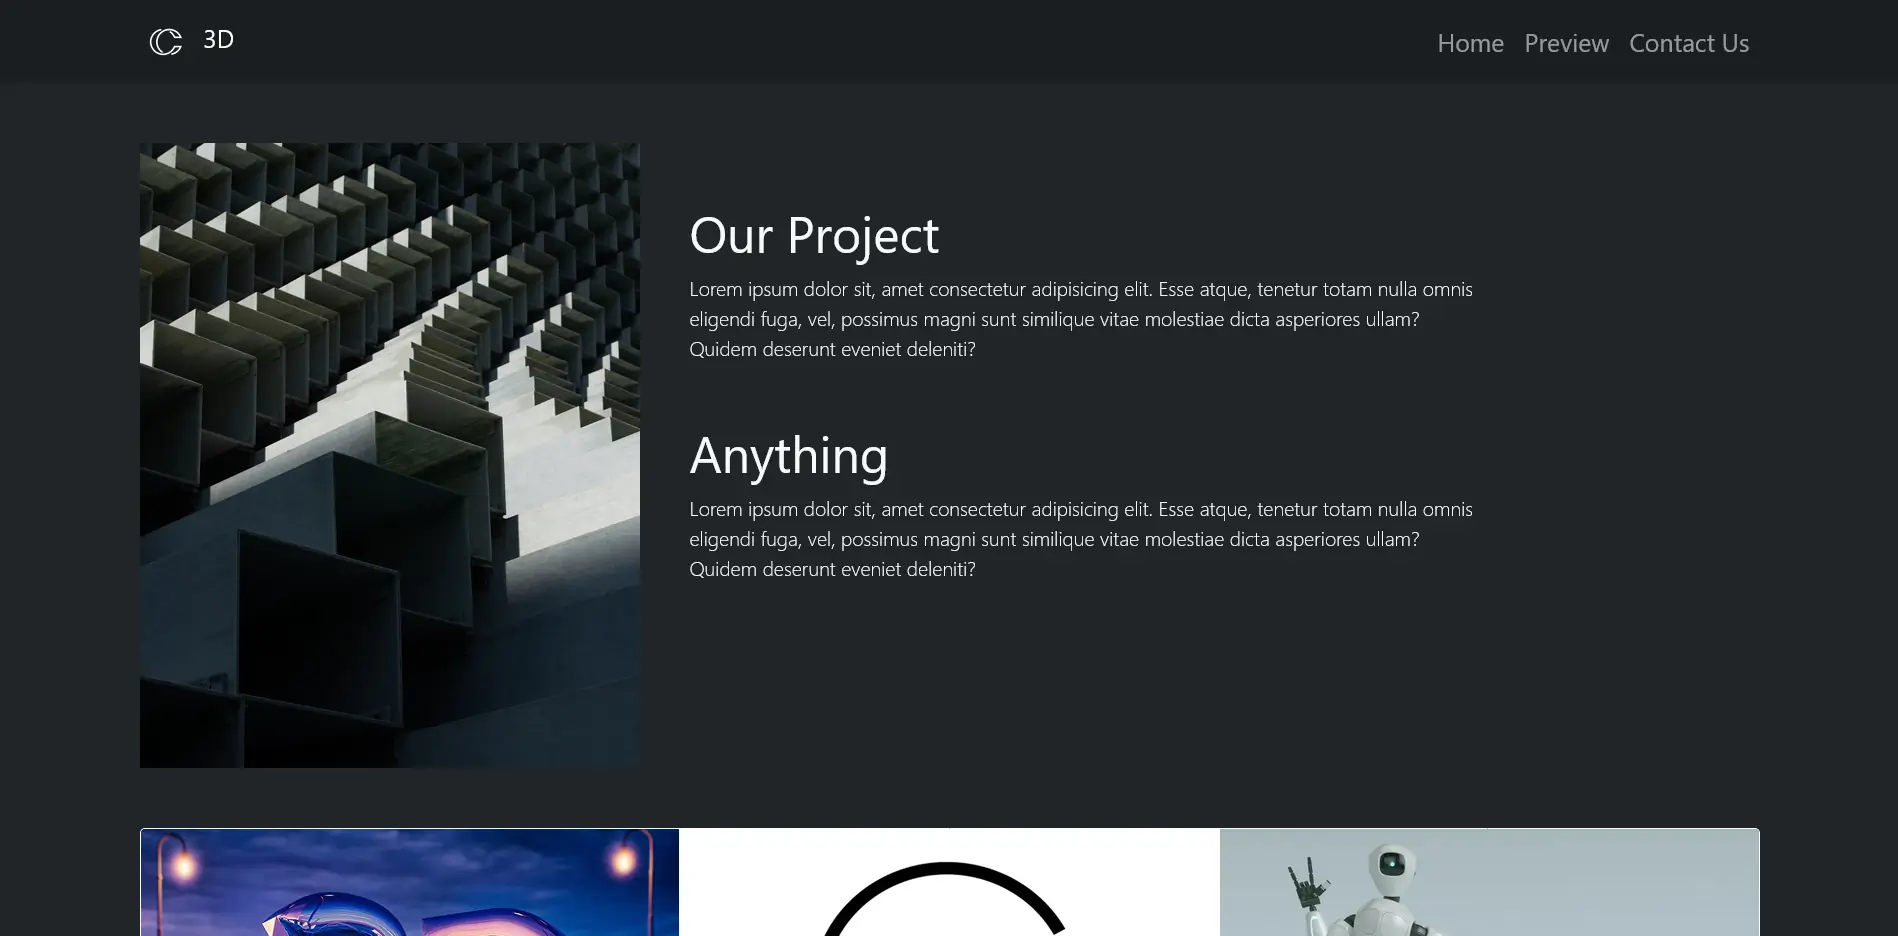 3D
Home Preview Contact Us
Our Project
Lorem ipsum dolor sit, amet consectetur adipisicing elit. Esse atque, tenetur totam nulla omnis
eligendi fuga, vel, possimus magni sunt similique vitae molestiae dicta asperiores ullam?
Quidem deserunt eveniet deleniti?
Anything
Lorem ipsum dolor sit, amet consectetur adipisicing elit. Esse atque, tenetur totam nulla omnis
eligendi fuga, vel, possimus magni sunt similique vitae molestiae dicta asperiores ullam?
Quidem deserunt eveniet deleniti?